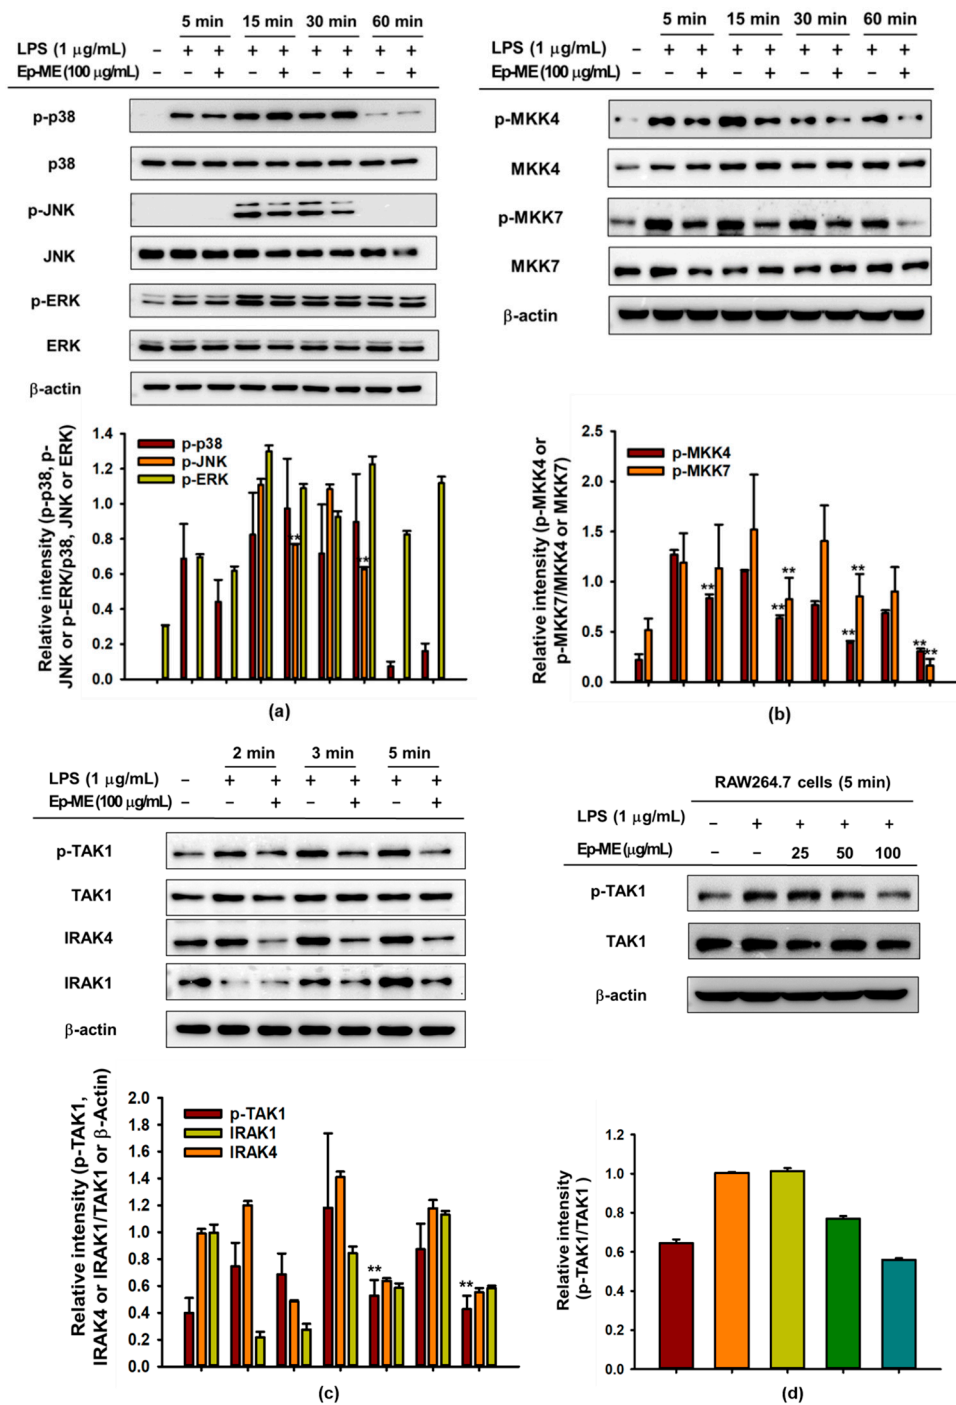 5 min 15 min 30 min 60 min
LPS (1 μg/mL) – + + + + + + + +
Ep-ME (100 μg/mL) – – + – + – + – +
p-p38
p38
p-JNK
JNK
p-ERK
ERK
β-actin
1.4
1.2
1.0
0.8
0.6
0.4
0.2
0.0
Relative intensity (p-p38, p-
JNK or p-ERK/p38, JNK or ERK)
p-p38
p-JNK
p-ERK
** **
(a)
5 min 15 min 30 min 60 min
LPS (1 μg/mL) – + + + + + + + +
Ep-ME (100 μg/mL) – – + – + – + – +
p-MKK4
MKK4
p-MKK7
MKK7
β-actin
2.5
2.0
1.5
1.0
0.5
0.0
Relative intensity (p-MKK4 or
p-MKK7/MKK4 or MKK7)
p-MKK4
p-MKK7
** ** ** ** ** ** **
(b)
2 min 3 min 5 min
LPS (1 μg/mL) – + + + + + +
Ep-ME (100 μg/mL) – – + – + – +
p-TAK1
TAK1
IRAK4
IRAK1
β-actin
2.0
1.8
1.6
1.4
1.2
1.0
0.8
0.6
0.4
0.2
0.0
Relative intensity (p-TAK1,
IRAK4 or IRAK1/TAK1 or β-Actin)
p-TAK1
IRAK1
IRAK4
** **
(c)
RAW264.7 cells (5 min)
LPS (1 μg/mL) – + + + +
Ep-ME (μg/mL) – – 25 50 100
p-TAK1
TAK1
β-actin
1.2
1.0
0.8
0.6
0.4
0.2
0.0
Relative intensity
(p-TAK1/TAK1)
(d)